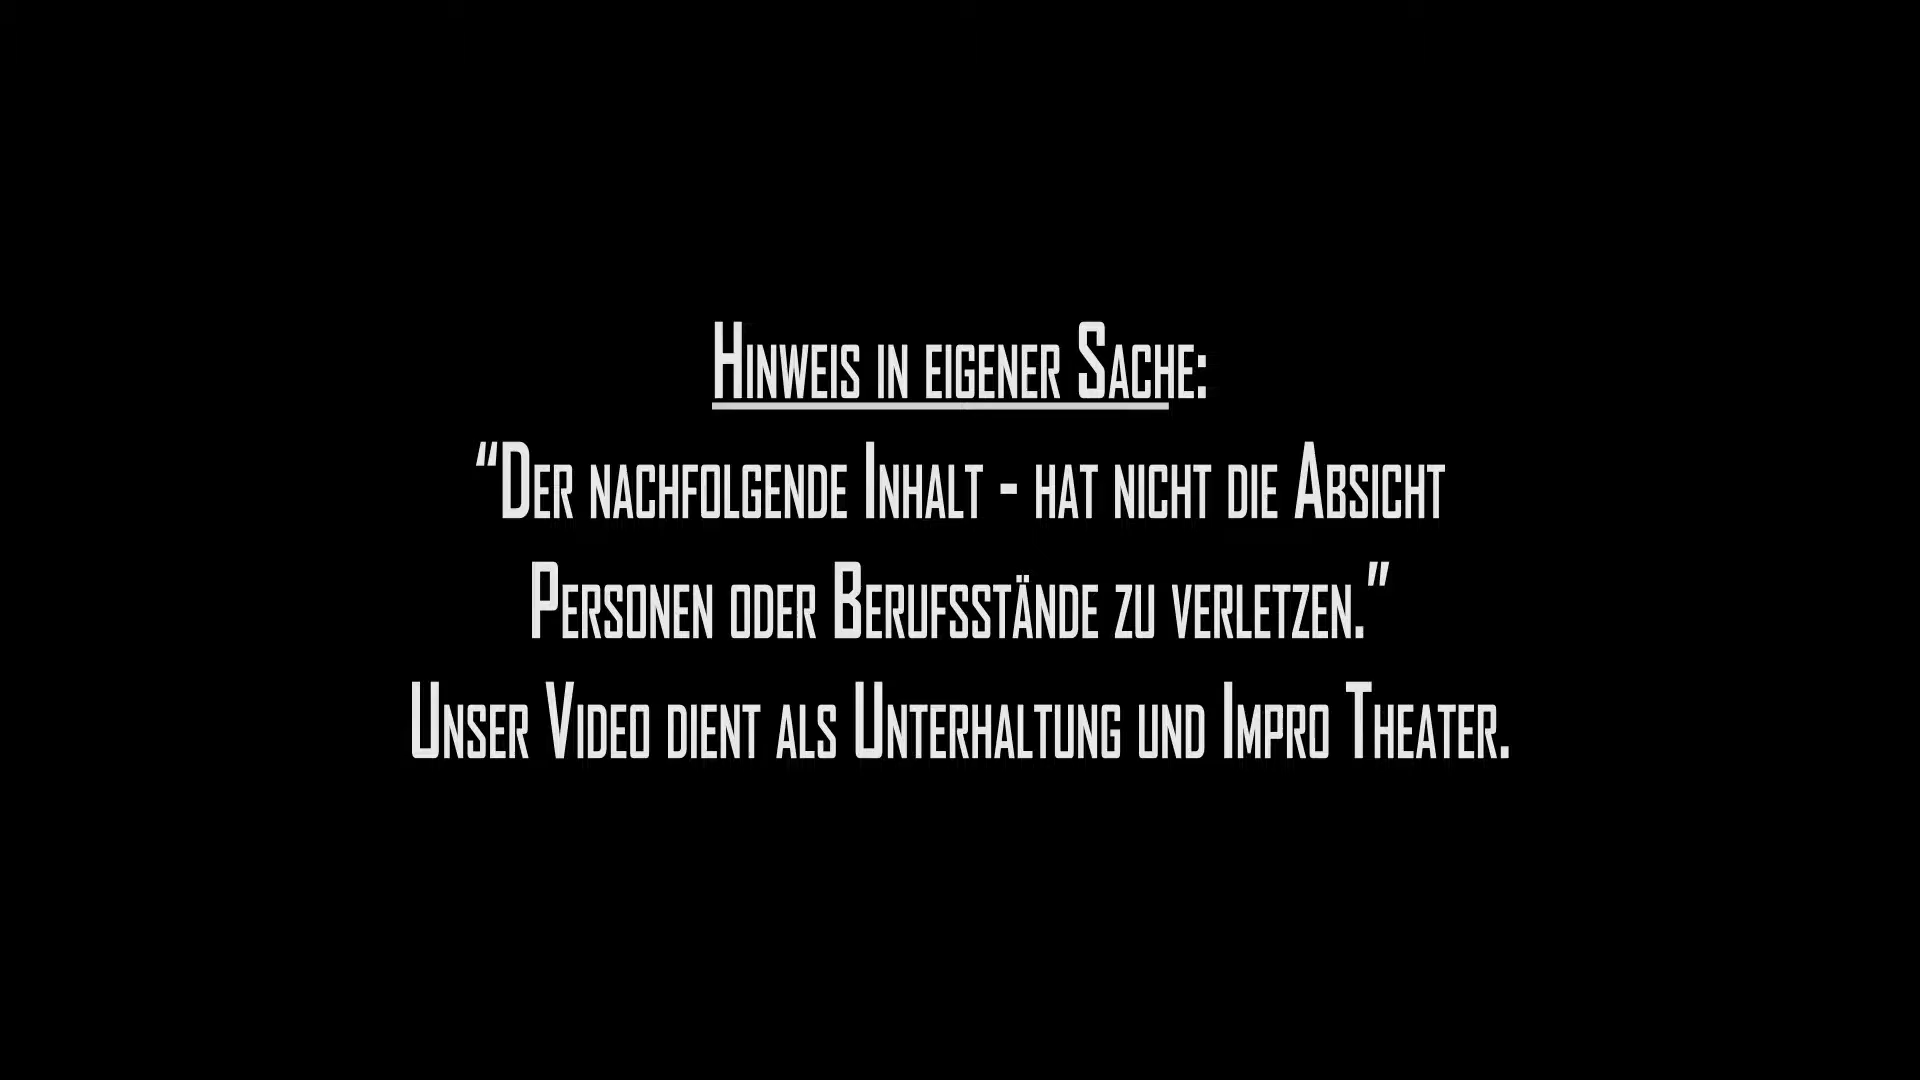 Hinweis in eigener Sache:
“Der nachfolgende Inhalt - hat nicht die Absicht
Personen oder Berufsstände zu verletzen.”
Unser Video dient als Unterhaltung und Impro Theater.